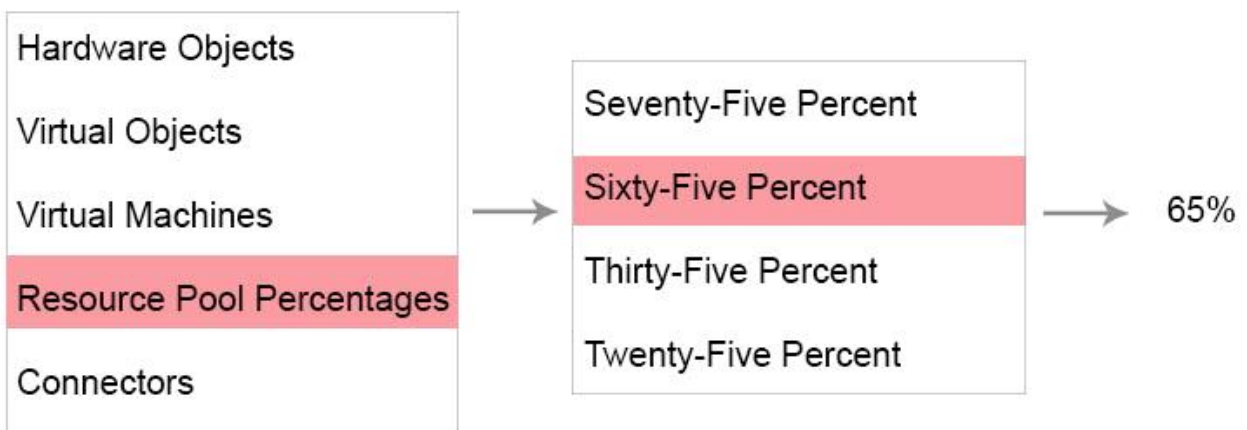 Hardware Objects
Virtual Objects
Virtual Machines
Resource Pool Percentages
Connectors
Seventy-Five Percent
Sixty-Five Percent
Thirty-Five Percent
Twenty-Five Percent
65%